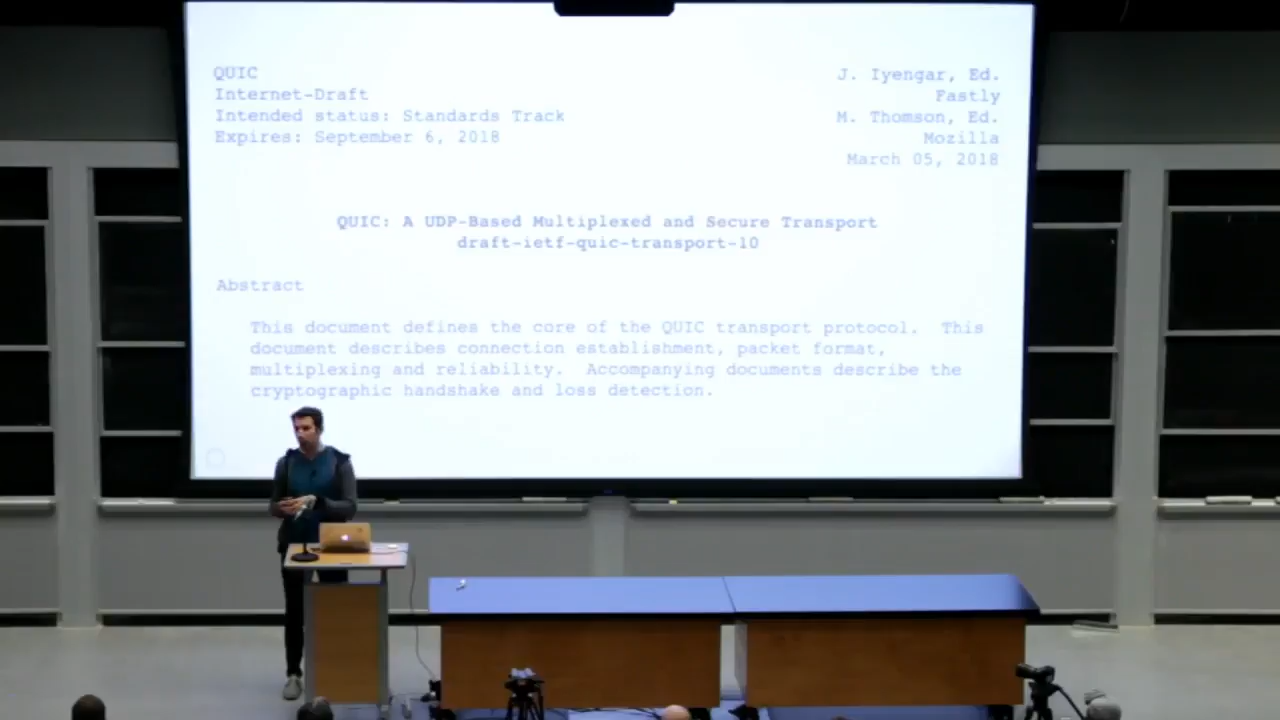 QUIC
Internet-Draft
Intended status: Standards Track
Expires: September 6, 2018
J. Iyengar, Ed.
Fastly
M. Thomson, Ed.
Mozilla
March 05, 2018
QUIC: A UDP-Based Multiplexed and Secure Transport
draft-ietf-quic-transport-10
Abstract
This document defines the core of the QUIC transport protocol. This
document describes connection establishment, packet format,
multiplexing and reliability. Accompanying documents describe the
cryptographic handshake and loss detection.